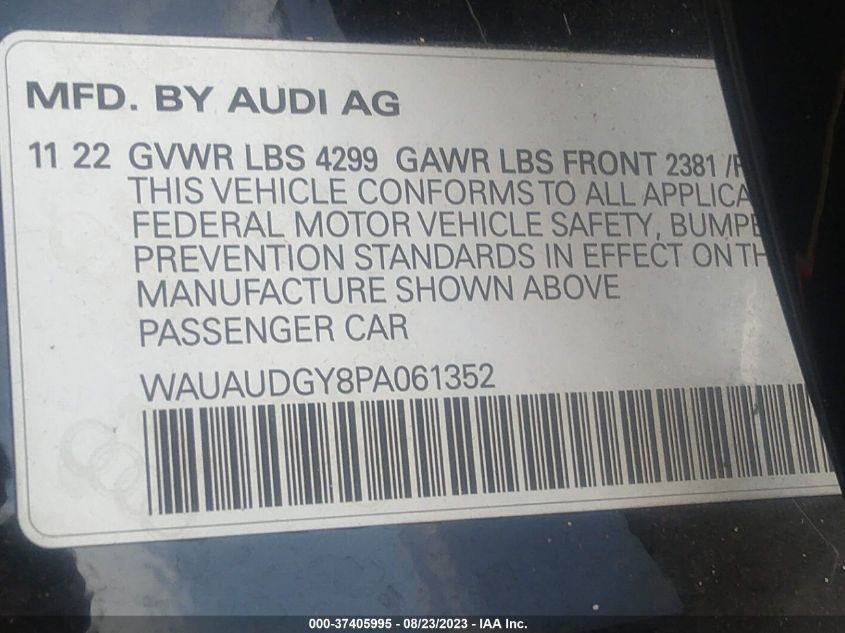 MFD. BY AUDI AG
11 22 GVWR LBS 4299 GAWR LBS FRONT 2381 /
THIS VEHICLE CONFORMS TO ALL
FEDERAL MOTOR VEHICLE SAFETY,
PREVENTION STANDARDS IN EFFECT ON
MANUFACTURE SHOWN ABOVE
PASSENGER CAR
WAUAUDGY8PA061352
000-37405995 - 08/23/2023 - IAA Inc.